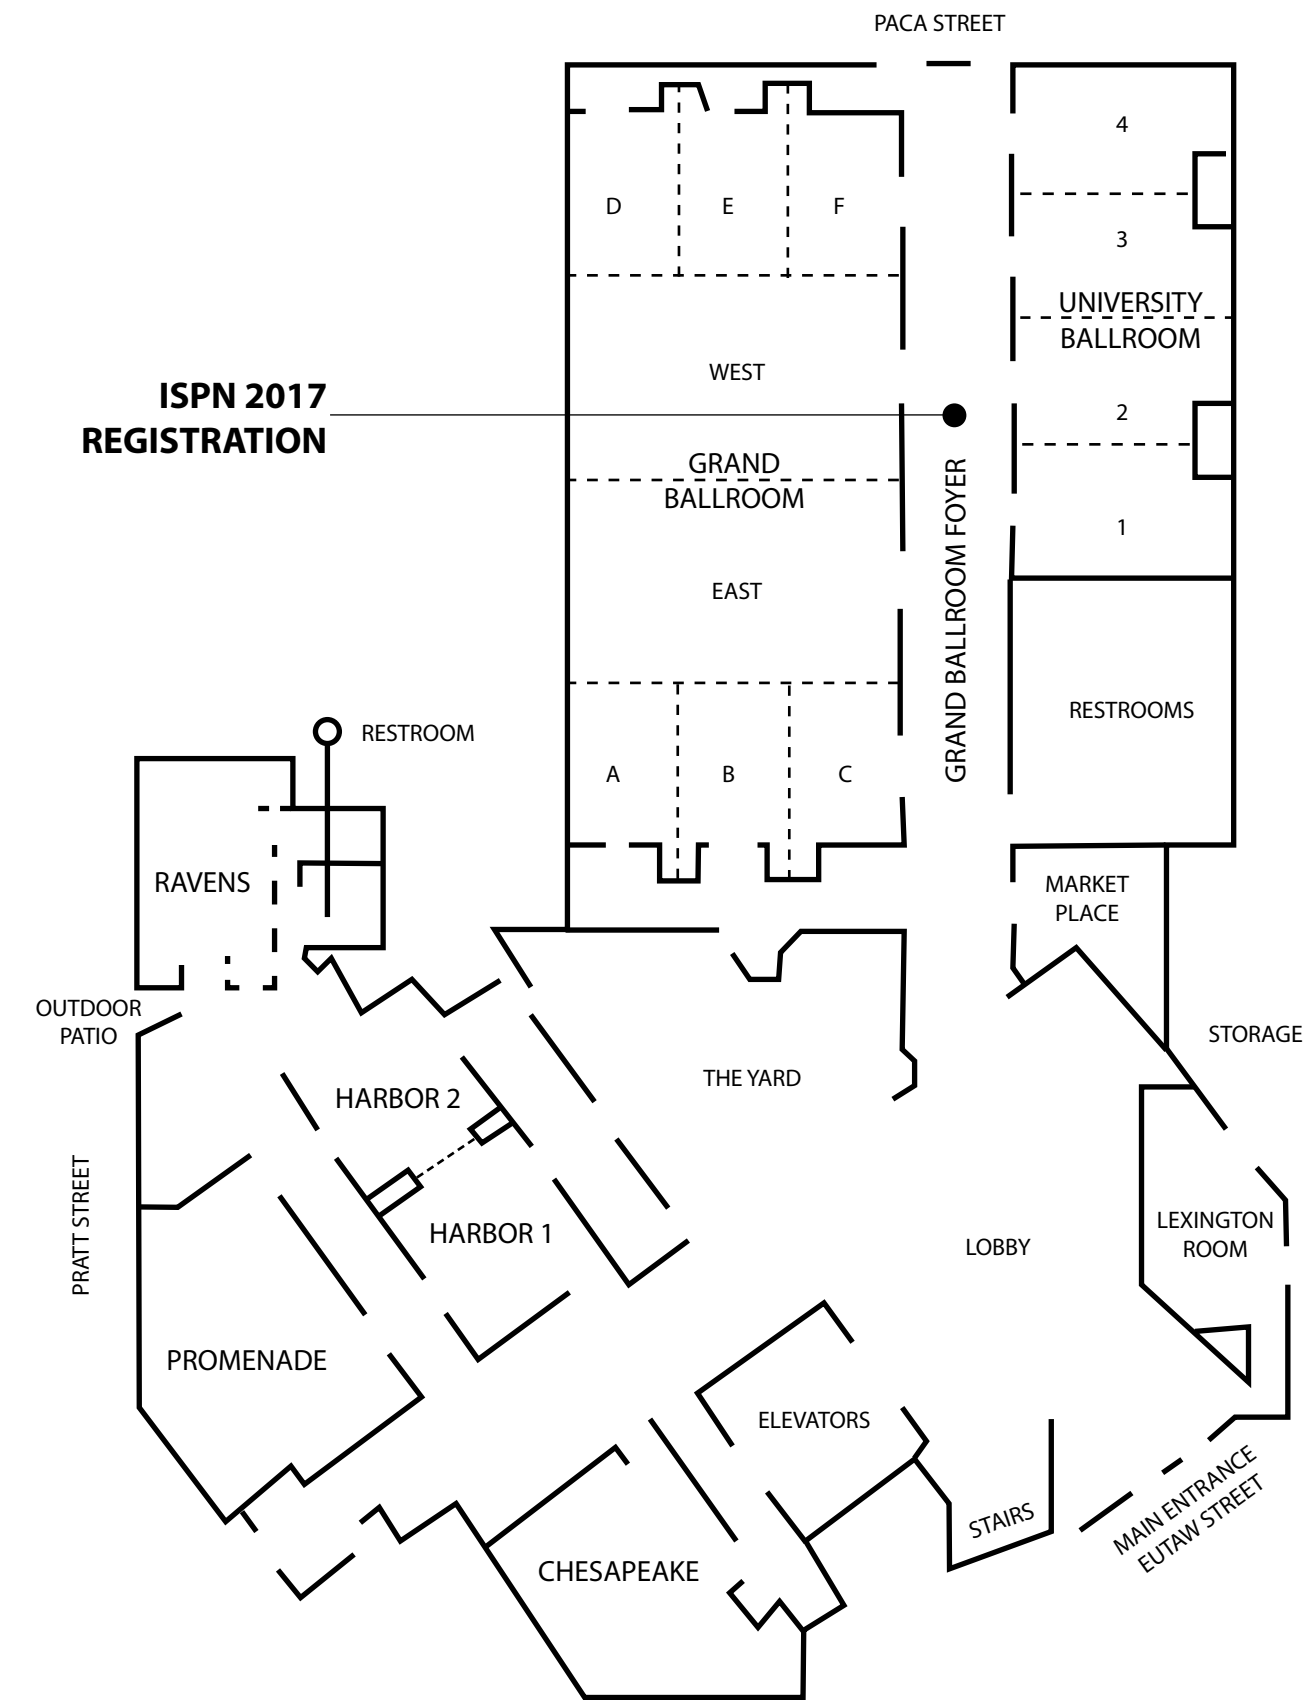 PACA STREET
4
D
E
F
3
UNIVERSITY
BALLROOM
WEST
ISPN 2017
REGISTRATION
2
GRAND
BALLROOM
GRAND BALLROOM FOYER
1
EAST
RESTROOMS
RESTROOM
A
B
C
RAVENS
MARKET
PLACE
OUTDOOR
PATIO
STORAGE
THE YARD
HARBOR 2
PRATT STREET
HARBOR 1
LEXINGTON
ROOM
LOBBY
PROMENADE
ELEVATORS
STAIRS
MAIN ENTRANCE
EUTAW STREET
CHESAPEAKE